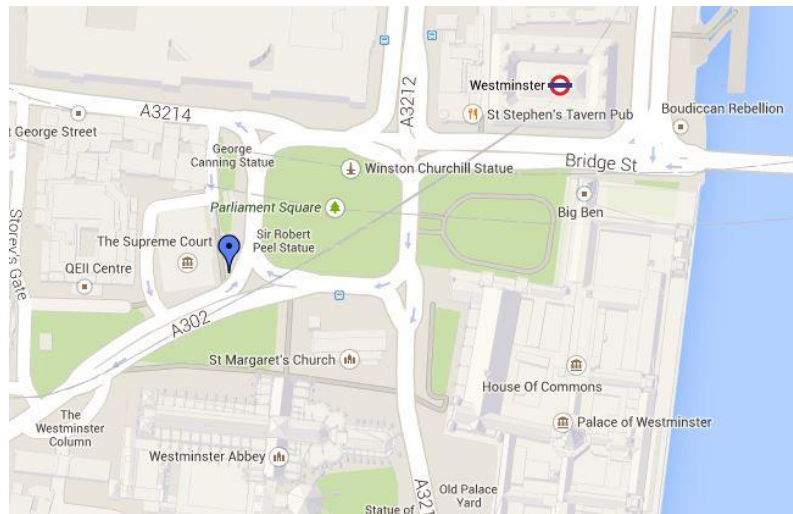 Westminster
A3214
A3212
Boudiccan Rebellion
St Stephen's Tavern Pub
t George Street
George
Canning Statue
Bridge St
Winston Churchill Statue
Parliament Square
Big Ben
Storey's Gate
The Supreme Court
Sir Robert
Peel Statue
QEII Centre
A302
St Margaret's Church
House Of Commons
The
Westminster
Column
Palace of Westminster
Westminster Abbey
Old Palace
Yard
Statue of
A321